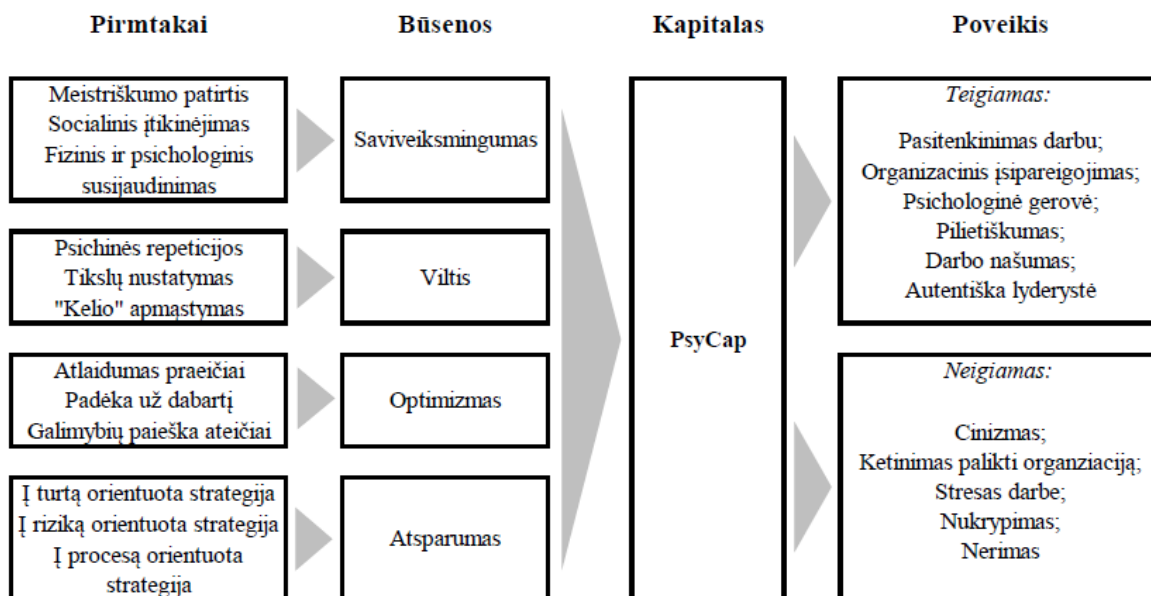 Pirmtakai
Būsenos
Kapitalas
Poveikis
Meistriškumo patirtis
Socialinis įtikinėjimas
Fizinis ir psichologinis
susijaudinimas
Saviveiksmingumas
Psichinės repeticijos
Tikslų nustatymas
"Kelio" apmąstymas
Viltis
Atlaidumas praeičiai
Padėka už dabartį
Galimybių paieška ateičiai
Optimizmas
Į turtą orientuota strategija
Į riziką orientuota strategija
Į procesą orientuota
strategija
Atsparumas
PsyCap
Teigiamas:
Pasitenkinimas darbu;
Organizacinis įsipareigojimas;
Psichologinė gerovė;
Pilietiškumas;
Darbo našumas;
Autentiška lyderystė
Neigiamas:
Cinizmas;
Ketinimas palikti organziaciją;
Stresas darbe;
Nukrypimas;
Nerimas